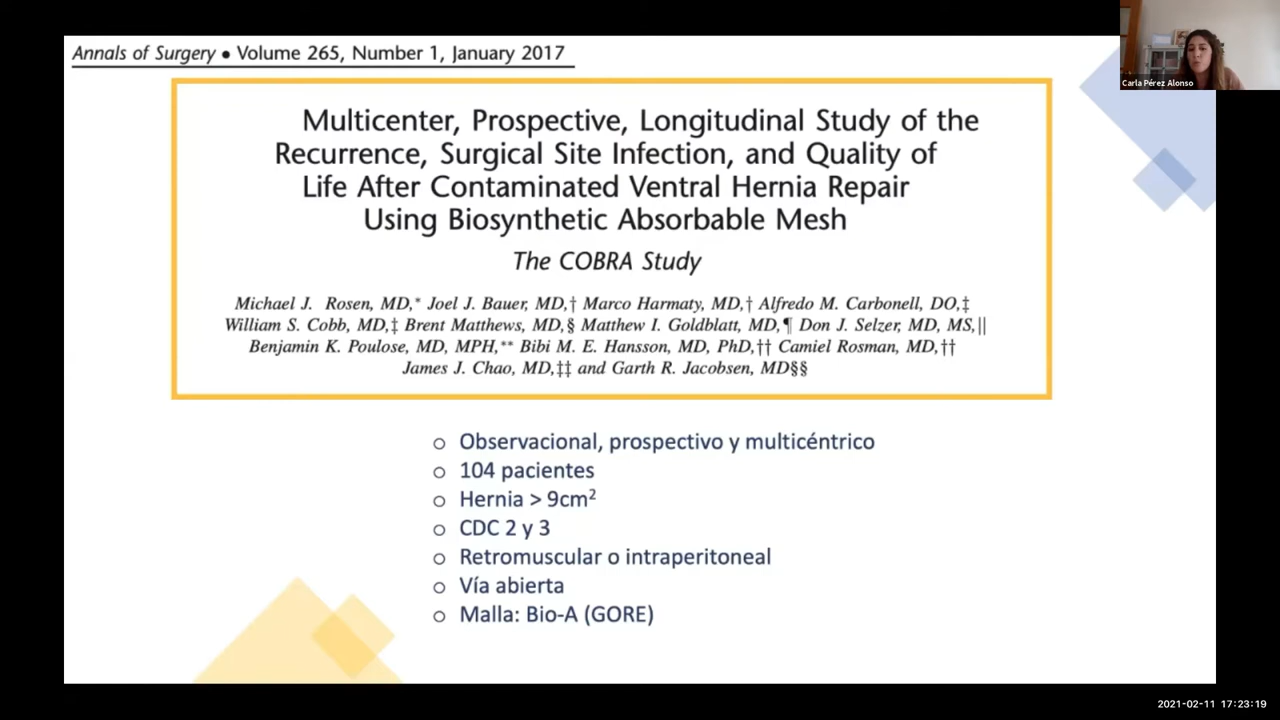 Annals of Surgery • Volume 265, Number 1, January 2017
Carla Pérez Alonso
Multicenter, Prospective, Longitudinal Study of the
Recurrence, Surgical Site Infection, and Quality of
Life After Contaminated Ventral Hernia Repair
Using Biosynthetic Absorbable Mesh
The COBRA Study
Michael J. Rosen, MD,* Joel J. Bauer, MD,† Marco Harmaty, MD,† Alfredo M. Carbonell, DO,‡
William S. Cobb, MD,‡ Brent Matthews, MD,§ Matthew I. Goldblatt, MD,¶ Don J. Selzer, MD, MS,||
Benjamin K. Poulose, MD, MPH,** Bibi M. E. Hansson, MD, PhD,†† Camiel Rosman, MD,††
James J. Chao, MD,‡‡ and Garth R. Jacobsen, MD§§
○ Observacional, prospectivo y multicéntrico
○ 104 pacientes
○ Hernia > 9cm²
○ CDC 2 y 3
○ Retromuscular o intraperitoneal
○ Vía abierta
○ Malla: Bio-A (GORE)
2021-02-11 17:23:19